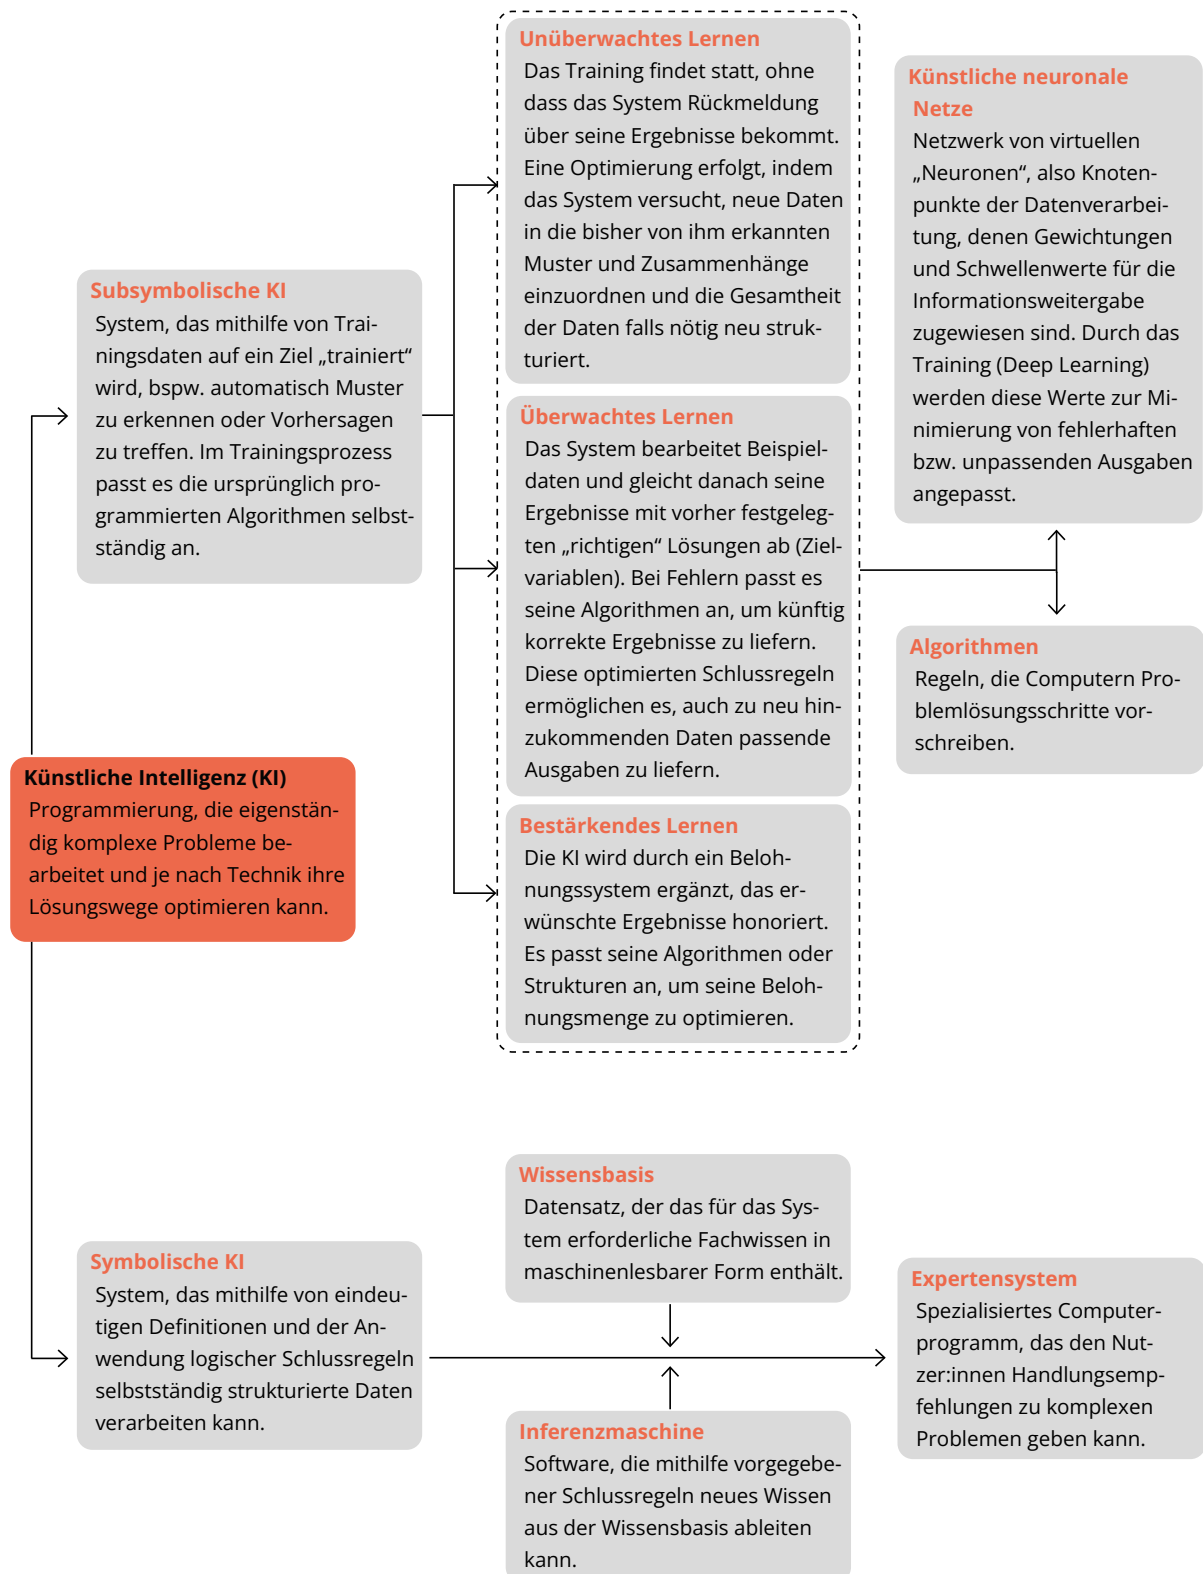 Unüberwachtes Lernen
Das Training findet statt, ohne
dass das System Rückmeldung
über seine Ergebnisse bekommt.
Eine Optimierung erfolgt, indem
das System versucht, neue Daten
in die bisher von ihm erkannten
Muster und Zusammenhänge
einzuordnen und die Gesamtheit
der Daten falls nötig neu struk-
turiert.
Künstliche neuronale
Netze
Netzwerk von virtuellen
„Neuronen“, also Knoten-
punkte der Datenverarbei-
tung, denen Gewichtungen
und Schwellenwerte für die
Informationsweitergabe
zugewiesen sind. Durch das
Training (Deep Learning)
werden diese Werte zur Mi-
nimierung von fehlerhaften
bzw. unpassenden Ausgaben
angepasst.
Subsymbolische KI
System, das mithilfe von Trai-
ningsdaten auf ein Ziel „trainiert“
wird, bspw. automatisch Muster
zu erkennen oder Vorhersagen
zu treffen. Im Trainingsprozess
passt es die ursprünglich pro-
grammierten Algorithmen selbst-
ständig an.
Überwachtes Lernen
Das System bearbeitet Beispiel-
daten und gleicht danach seine
Ergebnisse mit vorher festgeleg-
ten „richtigen“ Lösungen ab (Ziel-
variablen). Bei Fehlern passt es
seine Algorithmen an, um künftig
korrekte Ergebnisse zu liefern.
Diese optimierten Schlussregeln
ermöglichen es, auch zu neu hin-
zukommenden Daten passende
Ausgaben zu liefern.
Algorithmen
Regeln, die Computern Pro-
blemlösungsschritte vor-
schreiben.
Künstliche Intelligenz (KI)
Programmierung, die eigenstän-
dig komplexe Probleme be-
arbeitet und je nach Technik ihre
Lösungswege optimieren kann.
Bestärkendes Lernen
Die KI wird durch ein Beloh-
nungssystem ergänzt, das er-
wünschte Ergebnisse honoriert.
Es passt seine Algorithmen oder
Strukturen an, um seine Beloh-
nungsmenge zu optimieren.
Wissensbasis
Datensatz, der das für das Sys-
tem erforderliche Fachwissen in
maschinenlesbarer Form enthält.
Symbolische KI
System, das mithilfe von eindeu-
tigen Definitionen und der An-
wendung logischer Schlussregeln
selbstständig strukturierte Daten
verarbeiten kann.
Expertensystem
Spezialisiertes Computer-
programm, das den Nut-
zer:innen Handlungsemp-
fehlungen zu komplexen
Problemen geben kann.
Inferenzmaschine
Software, die mithilfe vorgegebe-
ner Schlussregeln neues Wissen
aus der Wissensbasis ableiten
kann.